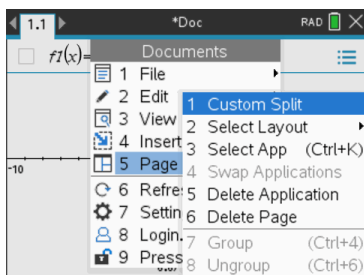 1.1 *Doc RAD
f1(x)=
Documents
1 File
2 Edit
3 View
4 Insert
5 Page
6 Refre
7 Settin
8 Login.
9 Press
1 Custom Split
2 Select Layout
3 Select App (Ctrl+K)
4 Swap Applications
5 Delete Application
6 Delete Page
7 Group (Ctrl+4)
8 Ungroup (Ctrl+6)
-10